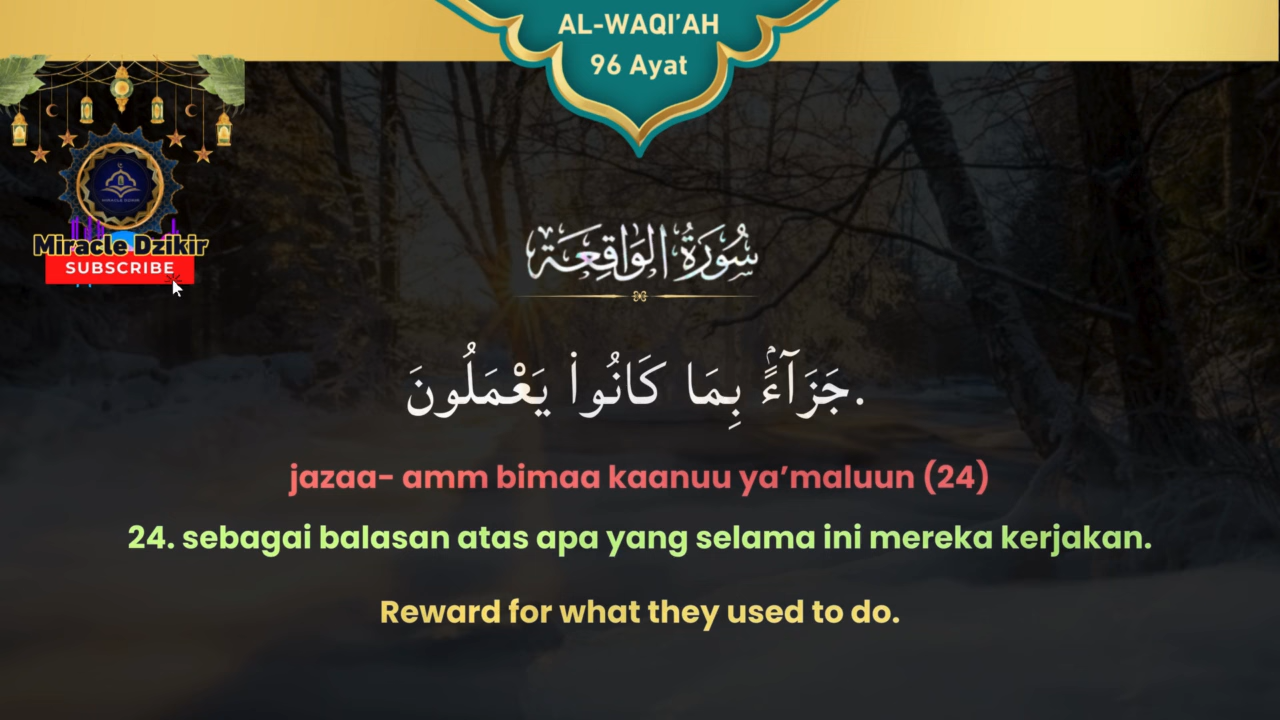 AL-WAQI'AH
96 Ayat
Miracle Dzikir
SUBSCRIBE
سُورَةُ الوَاقِعَة
جَزَآءًۢ بِمَا كَانُوا۟ يَعْمَلُونَ.
jazaa- amm bimaa kaanuu ya’maluun (24)
24. sebagai balasan atas apa yang selama ini mereka kerjakan.
Reward for what they used to do.